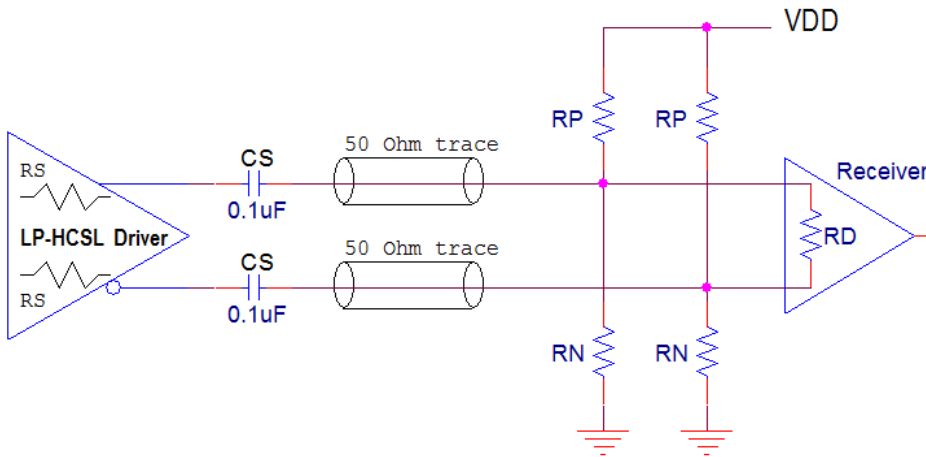 VDD
RP
RP
50 Ohm trace
CS
0.1uF
RS
LP-HCSL Driver
RS
Receiver
RD
50 Ohm trace
CS
0.1uF
RN
RN